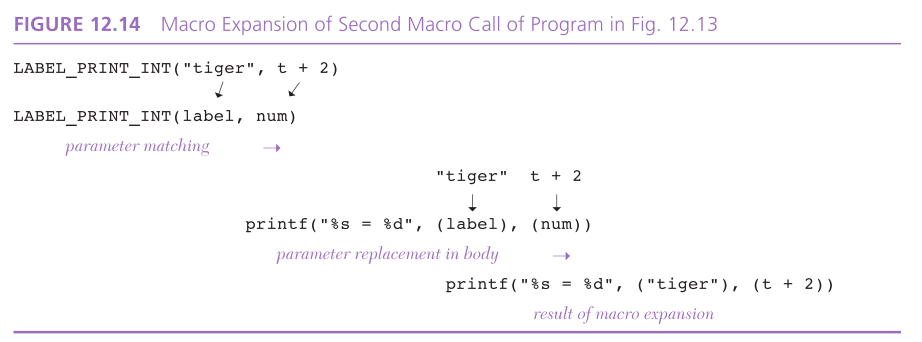 FIGURE 12.14 Macro Expansion of Second Macro Call of Program in Fig. 12.13
LABEL_PRINT_INT("tiger", t + 2)
LABEL_PRINT_INT(label, num)
parameter matching →
"tiger" t + 2
printf("%s = %d", (label), (num))
parameter replacement in body →
printf("%s = %d", ("tiger"), (t + 2))
result of macro expansion